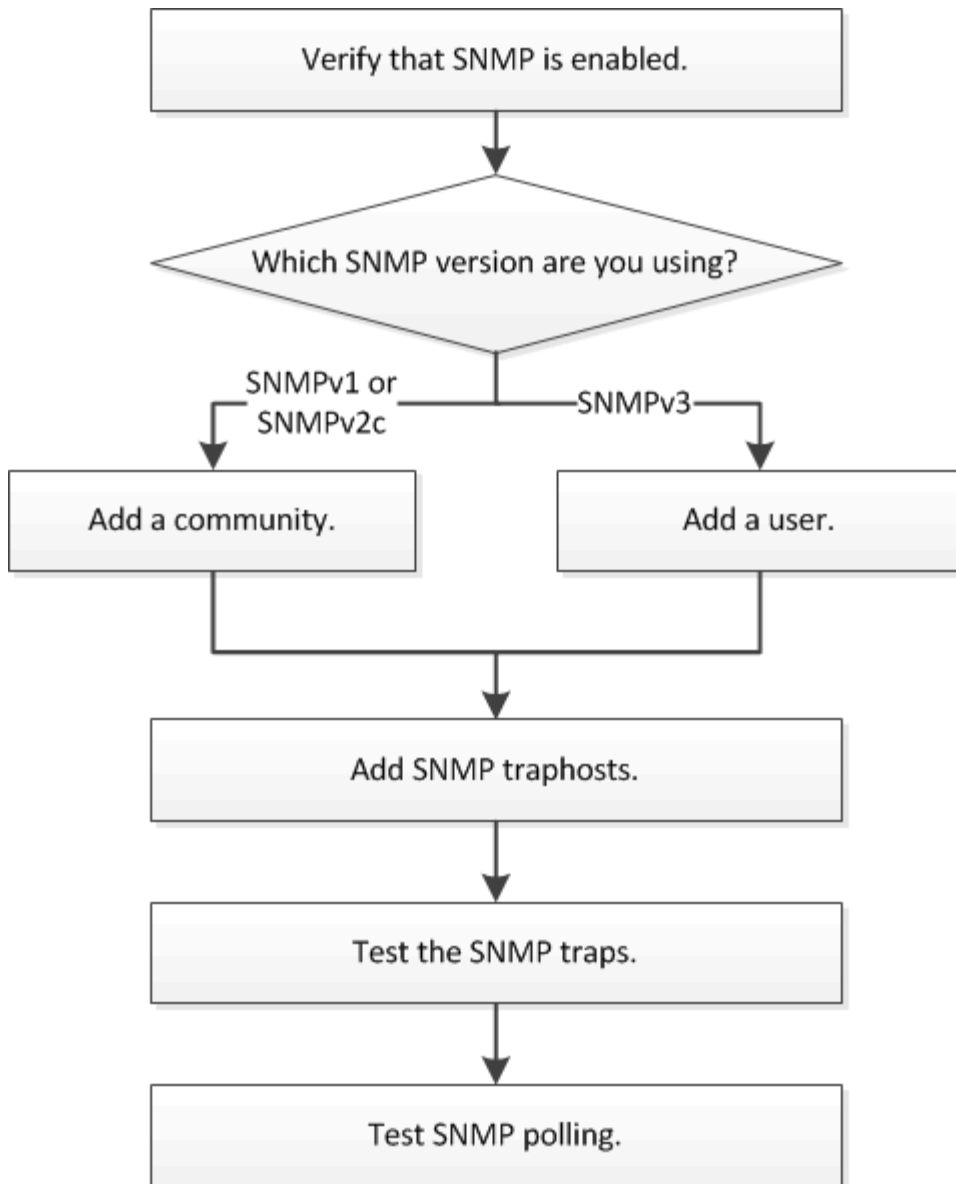 Verify that SNMP is enabled.
Which SNMP version are you using?
SNMPv1 or
SNMPv2c
SNMPv3
Add a community.
Add a user.
Add SNMP traphosts.
Test the SNMP traps.
Test SNMP polling.